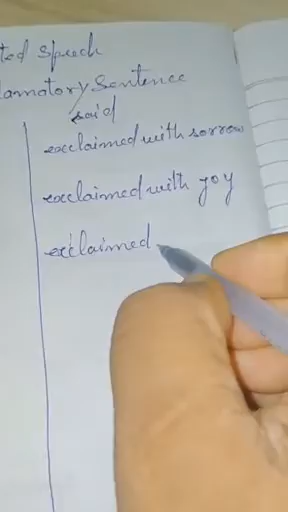 ted speech
lamatory Sentence
said
exclaimed with sorrow
exclaimed with joy
exclaimed